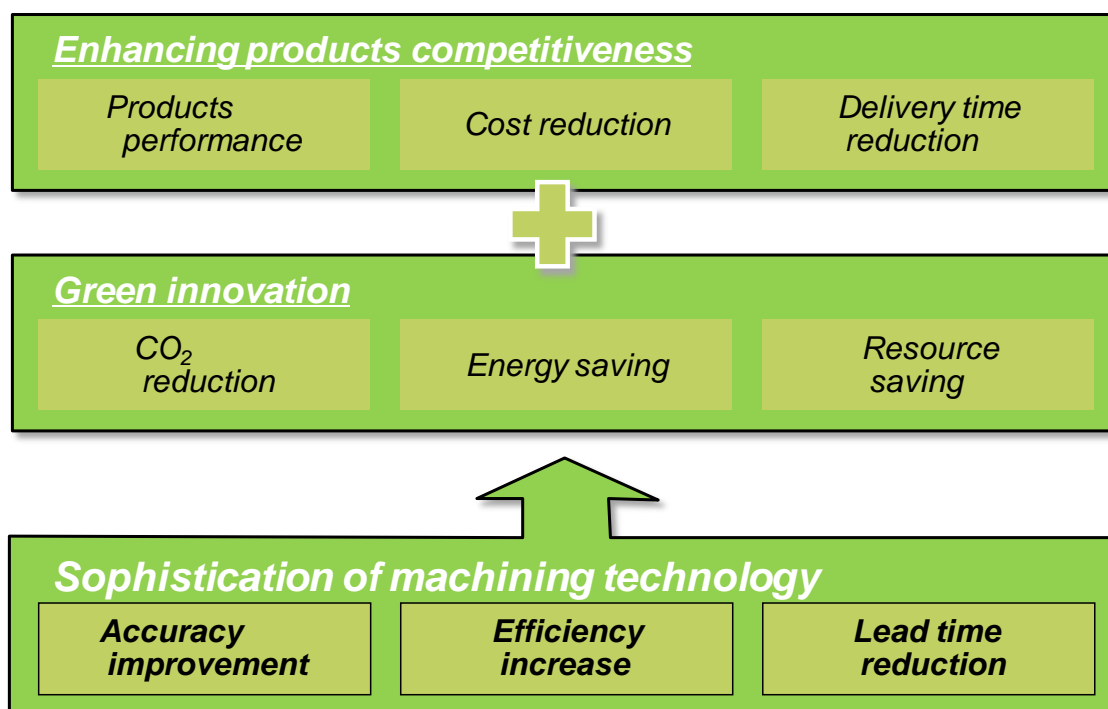 Enhancing products competitiveness
Products
performance
Cost reduction
Delivery time
reduction
Green innovation
CO₂
reduction
Energy saving
Resource
saving
Sophistication of machining technology
Accuracy
improvement
Efficiency
increase
Lead time
reduction